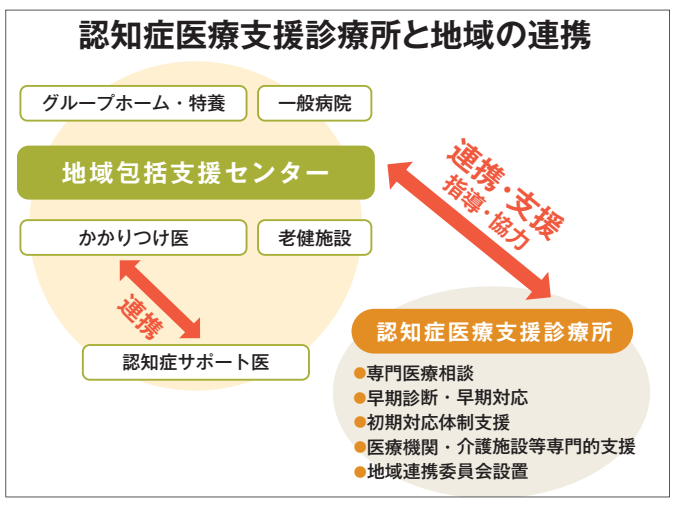 認知症医療支援診療所と地域の連携
グループホーム・特養
一般病院
地域包括支援センター
連携・支援
指導・協力
かかりつけ医
老健施設
連携
認知症サポート医
認知症医療支援診療所
●専門医療相談
●早期診断・早期対応
●初期対応体制支援
●医療機関・介護施設等専門的支援
●地域連携委員会設置